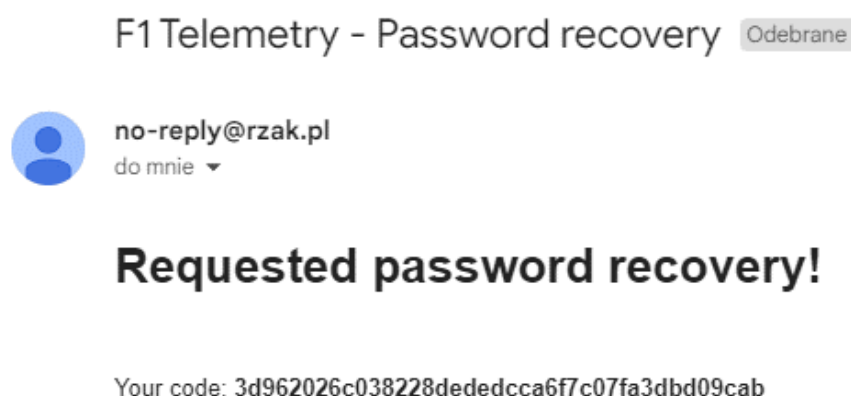 F1 Telemetry - Password recovery Odebrane
no-reply@rzak.pl
do mnie
Requested password recovery!
Your code: 3d962026c038228dededcca6f7c07fa3dbd09cab